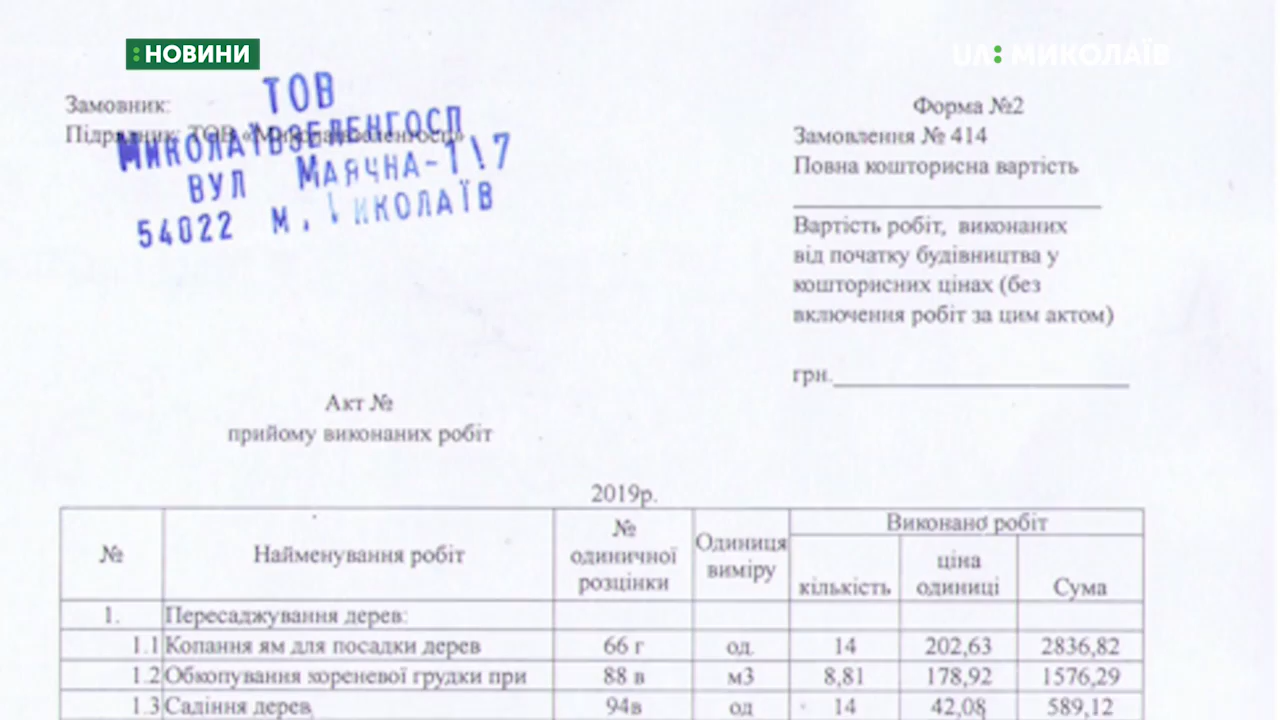 :НОВИНИ
UA: МИКОЛАЇВ
Замовник:
Підрядник: ТОВ «Миколаївзеленгосп»
ТОВ
МИКОЛАЇВЗЕЛЕНГОСП
ВУЛ МАЯЧНА-1\7
54022 м. ИКОЛАЇВ
Форма №2
Замовлення № 414
Повна кошторисна вартість
Вартість робіт, виконаних
від початку будівництва у
кошторисних цінах (без
включення робіт за цим актом)
грн.
Акт №
прийому виконаних робіт
2019р.
№ Найменування робіт № одиничної розцінки Одиниця виміру Виконано робіт
кількість ціна одиниці Сума
1. Пересаджування дерев:
1.1 Копання ям для посадки дерев 66 г од. 14 202,63 2836,82
1.2 Обкопування кореневої грудки при 88 в м3 8,81 178,92 1576,29
1.3 Садіння дерев 94в од 14 42,08 589,12